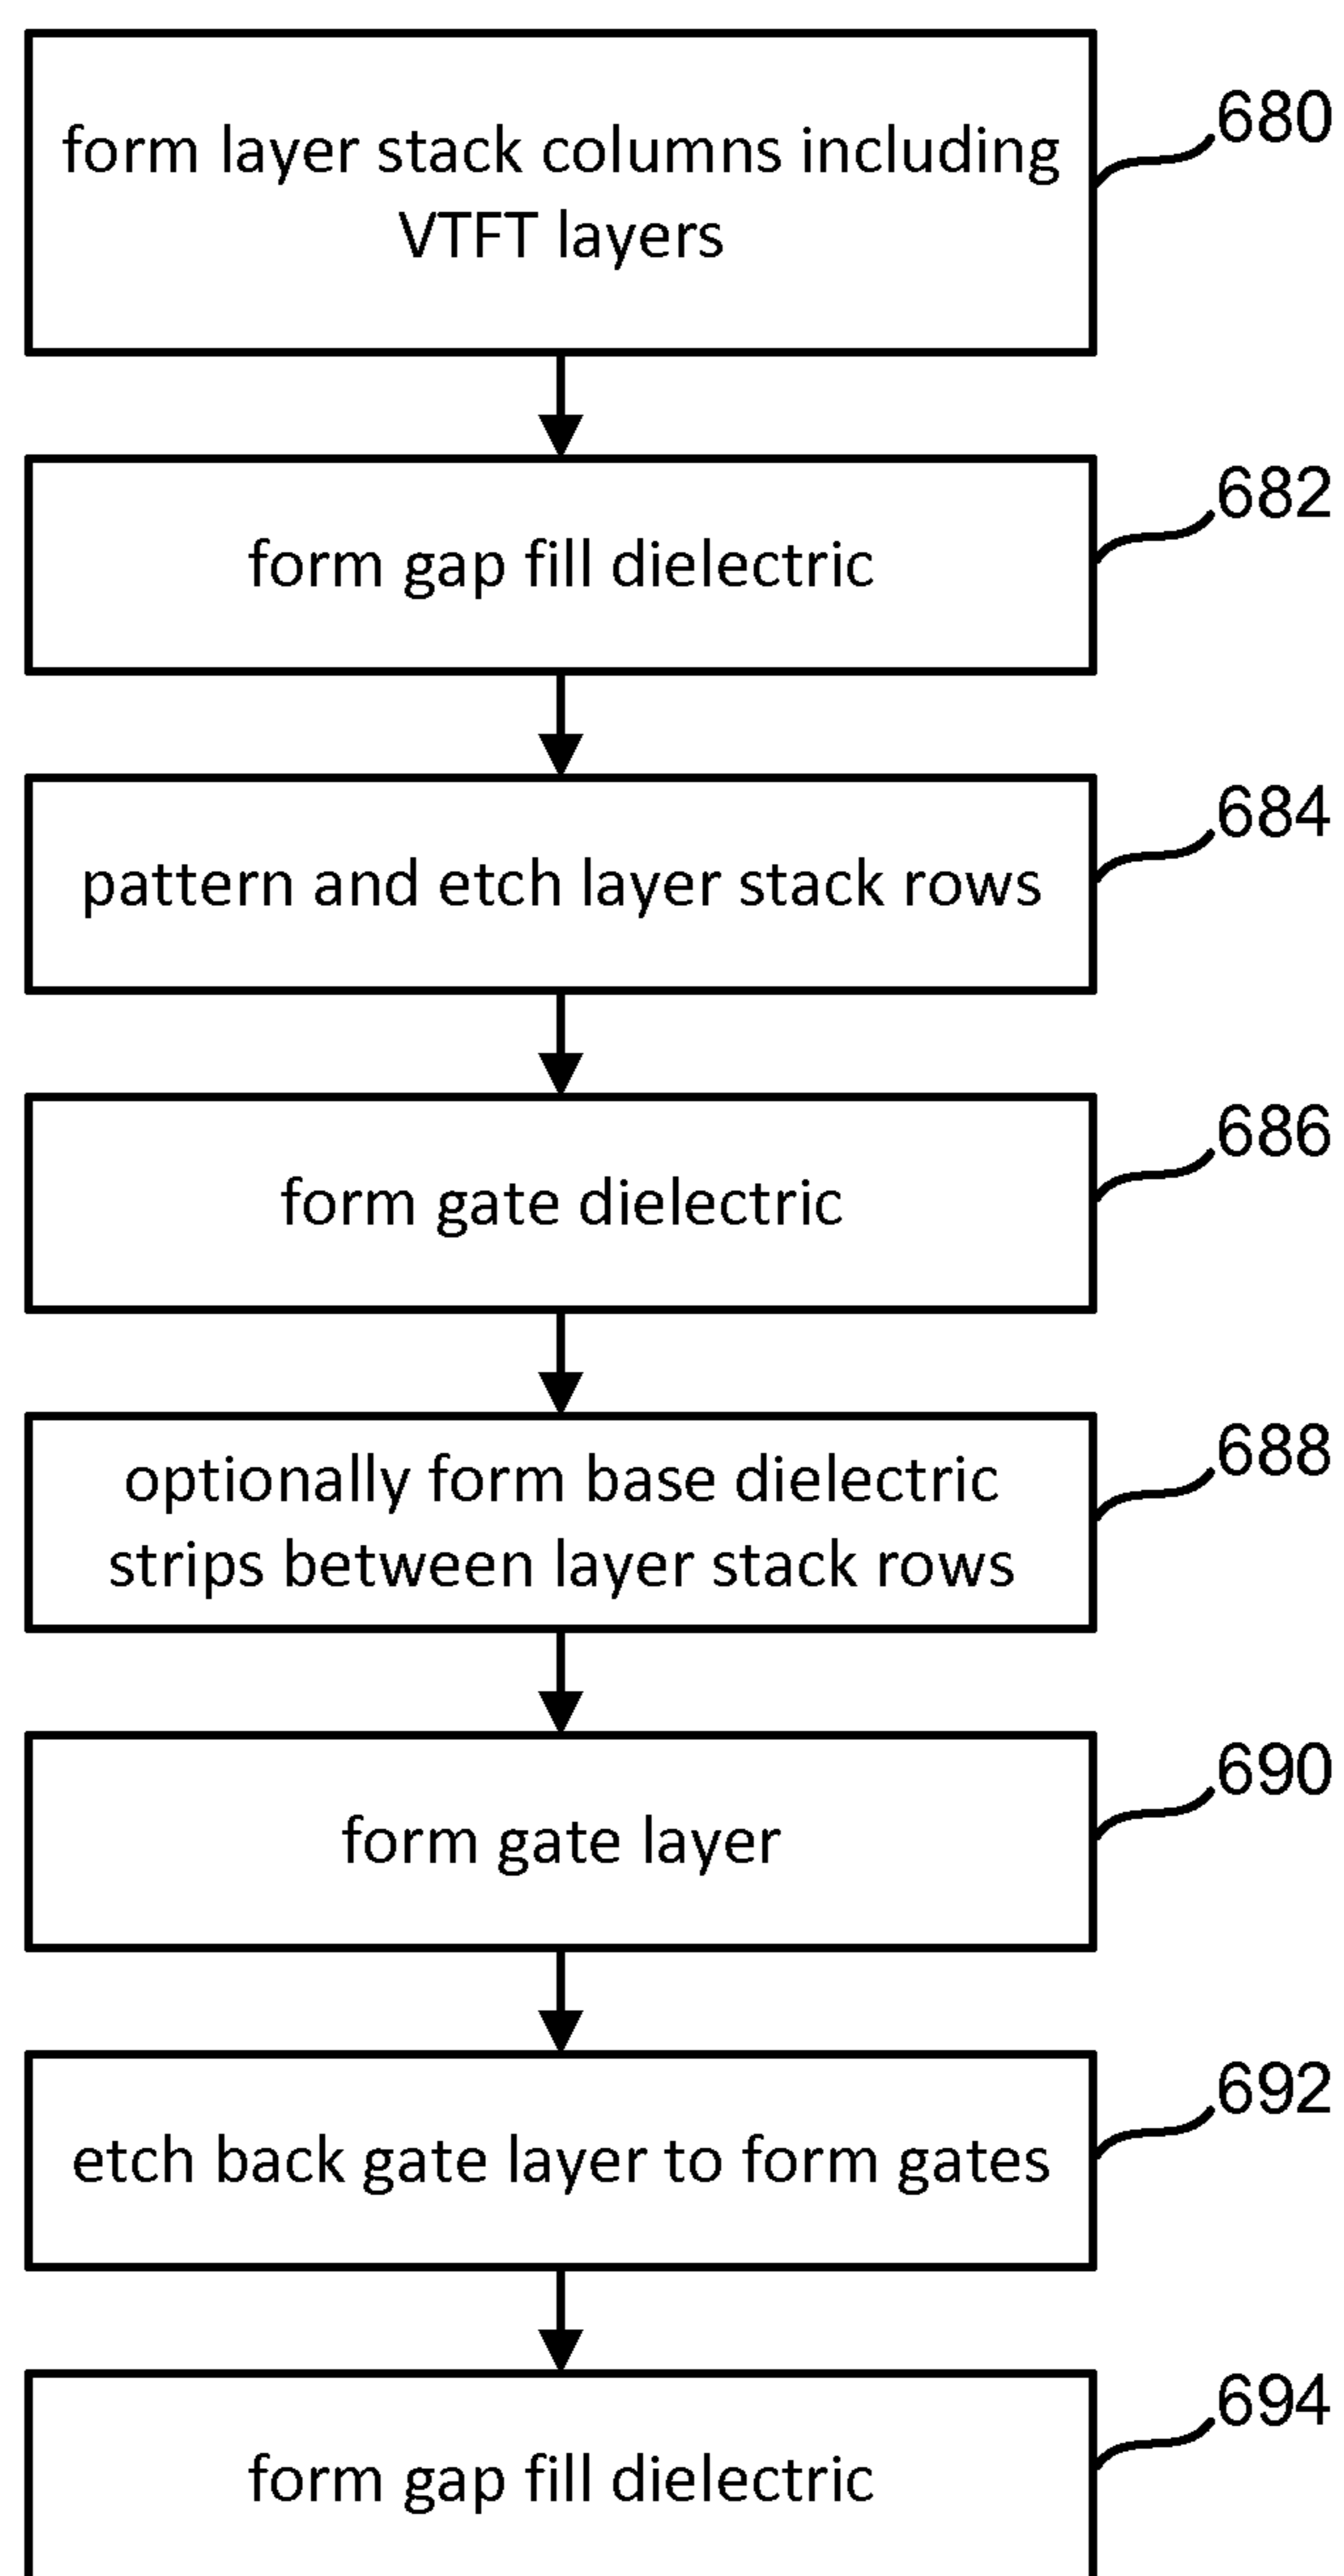 form layer stack columns including
VTFT layers
680
form gap fill dielectric
682
pattern and etch layer stack rows
684
form gate dielectric
686
optionally form base dielectric
strips between layer stack rows
688
form gate layer
690
etch back gate layer to form gates
692
form gap fill dielectric
694